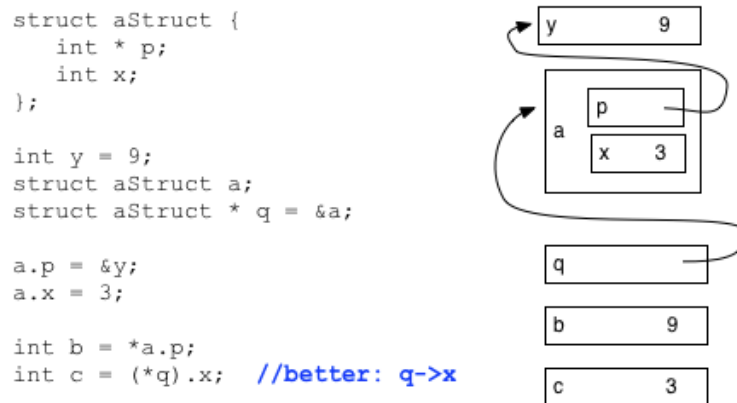 struct aStruct {
int * p;
int x;
};
int y = 9;
struct aStruct a;
struct aStruct * q = &a;
a.p = &y;
a.x = 3;
int b = *a.p;
int c = (*q).x; //better: q->x
y 9
a
p
x 3
q
b 9
c 3